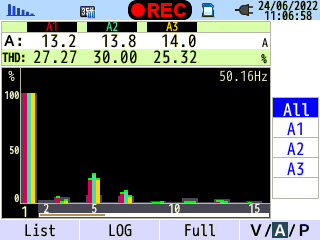 REC
24/06/2022
11:06:58
A1 A2 A3
A: 13.2 13.8 14.0 A
THD: 27.27 30.00 25.32 %
% 50.16Hz
100
50
0
1 2 5 10 15
All
A1
A2
A3
List LOG Full V/A/P